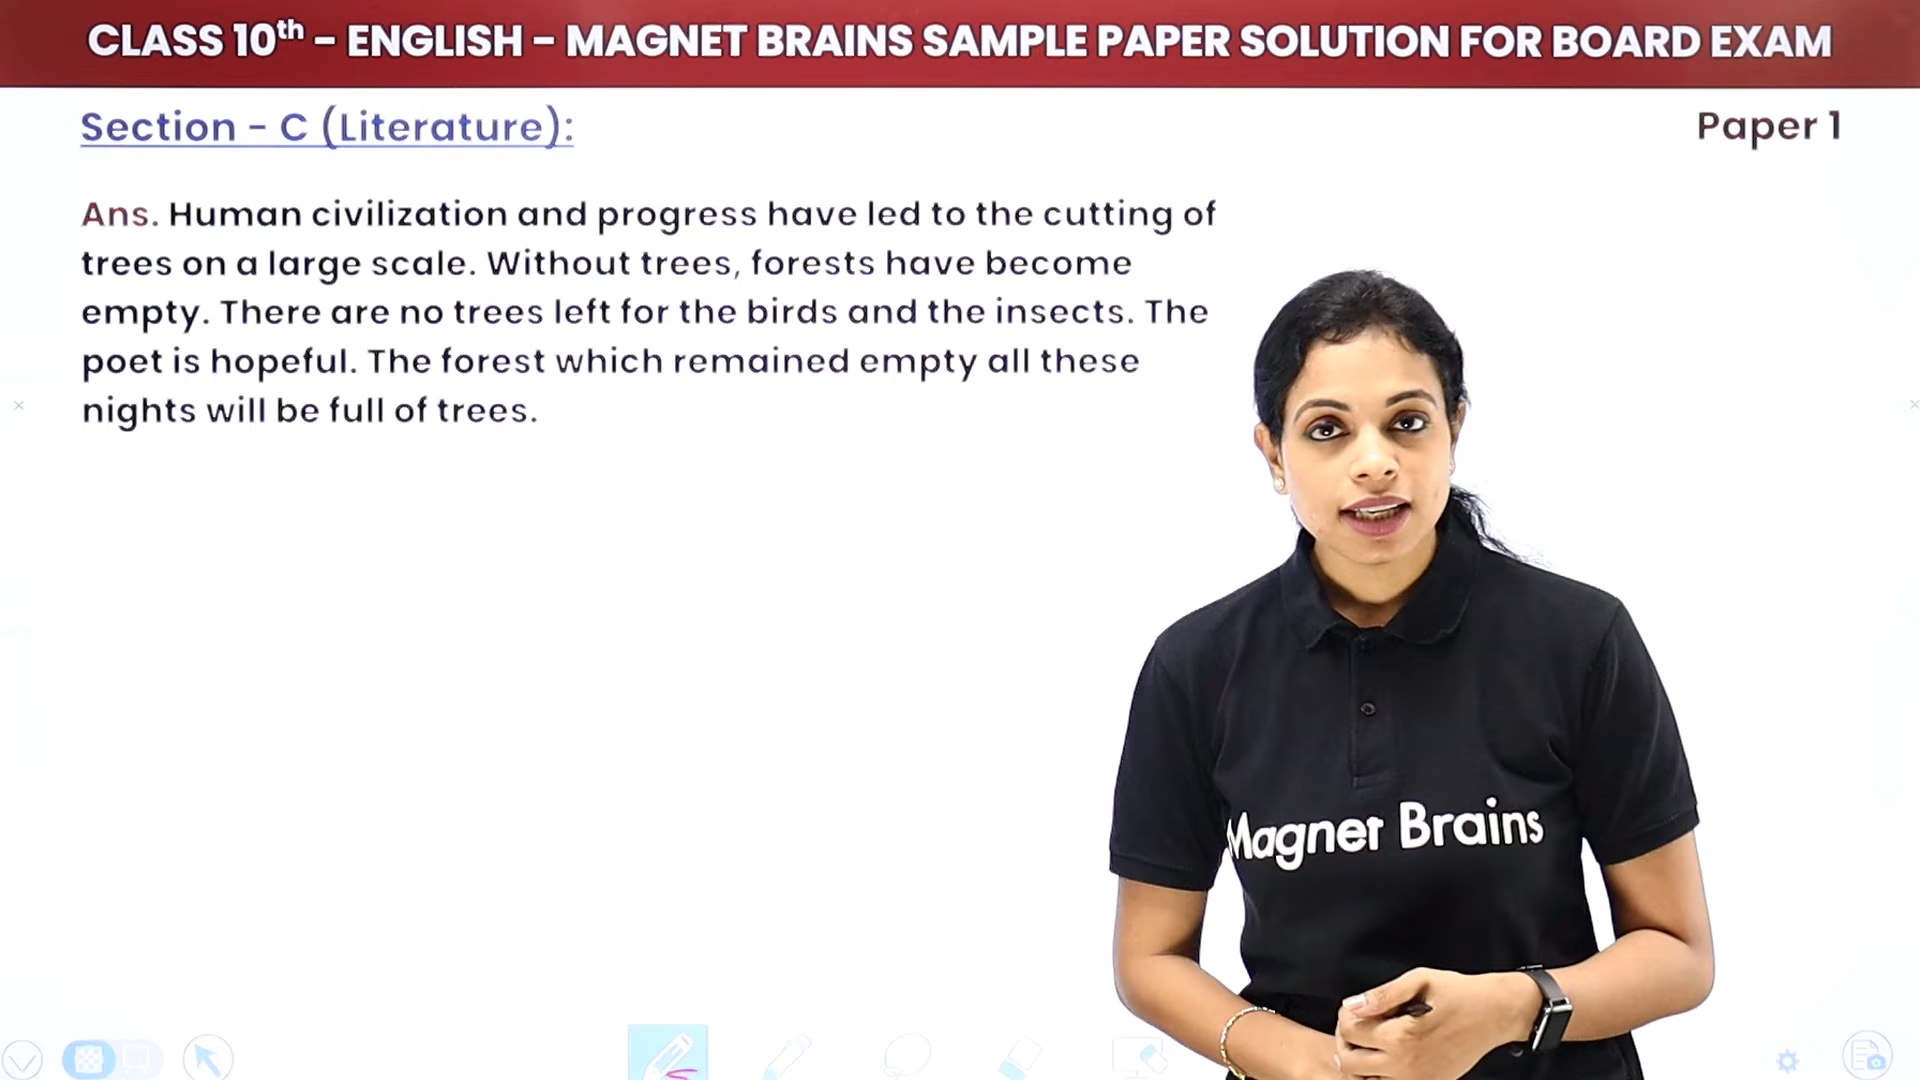 CLASS 10th - ENGLISH - MAGNET BRAINS SAMPLE PAPER SOLUTION FOR BOARD EXAM
Section - C (Literature):
Paper 1
Ans. Human civilization and progress have led to the cutting of
trees on a large scale. Without trees, forests have become
empty. There are no trees left for the birds and the insects. The
poet is hopeful. The forest which remained empty all these
nights will be full of trees.
Magnet Brains